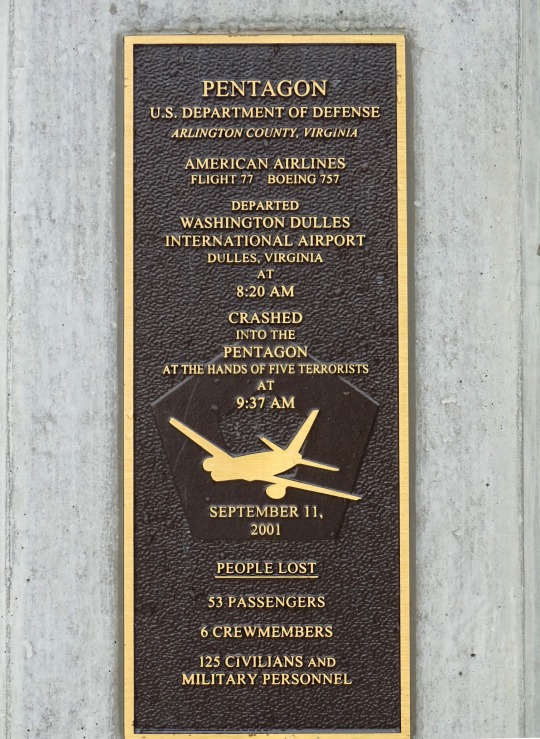 PENTAGON
U.S. DEPARTMENT OF DEFENSE
ARLINGTON COUNTY, VIRGINIA
AMERICAN AIRLINES
FLIGHT 77 BOEING 757
DEPARTED
WASHINGTON DULLES
INTERNATIONAL AIRPORT
DULLES, VIRGINIA
AT
8:20 AM
CRASHED
INTO THE
PENTAGON
AT THE HANDS OF FIVE TERRORISTS
AT
9:37 AM
SEPTEMBER 11,
2001
PEOPLE LOST
53 PASSENGERS
6 CREWMEMBERS
125 CIVILIANS AND
MILITARY PERSONNEL